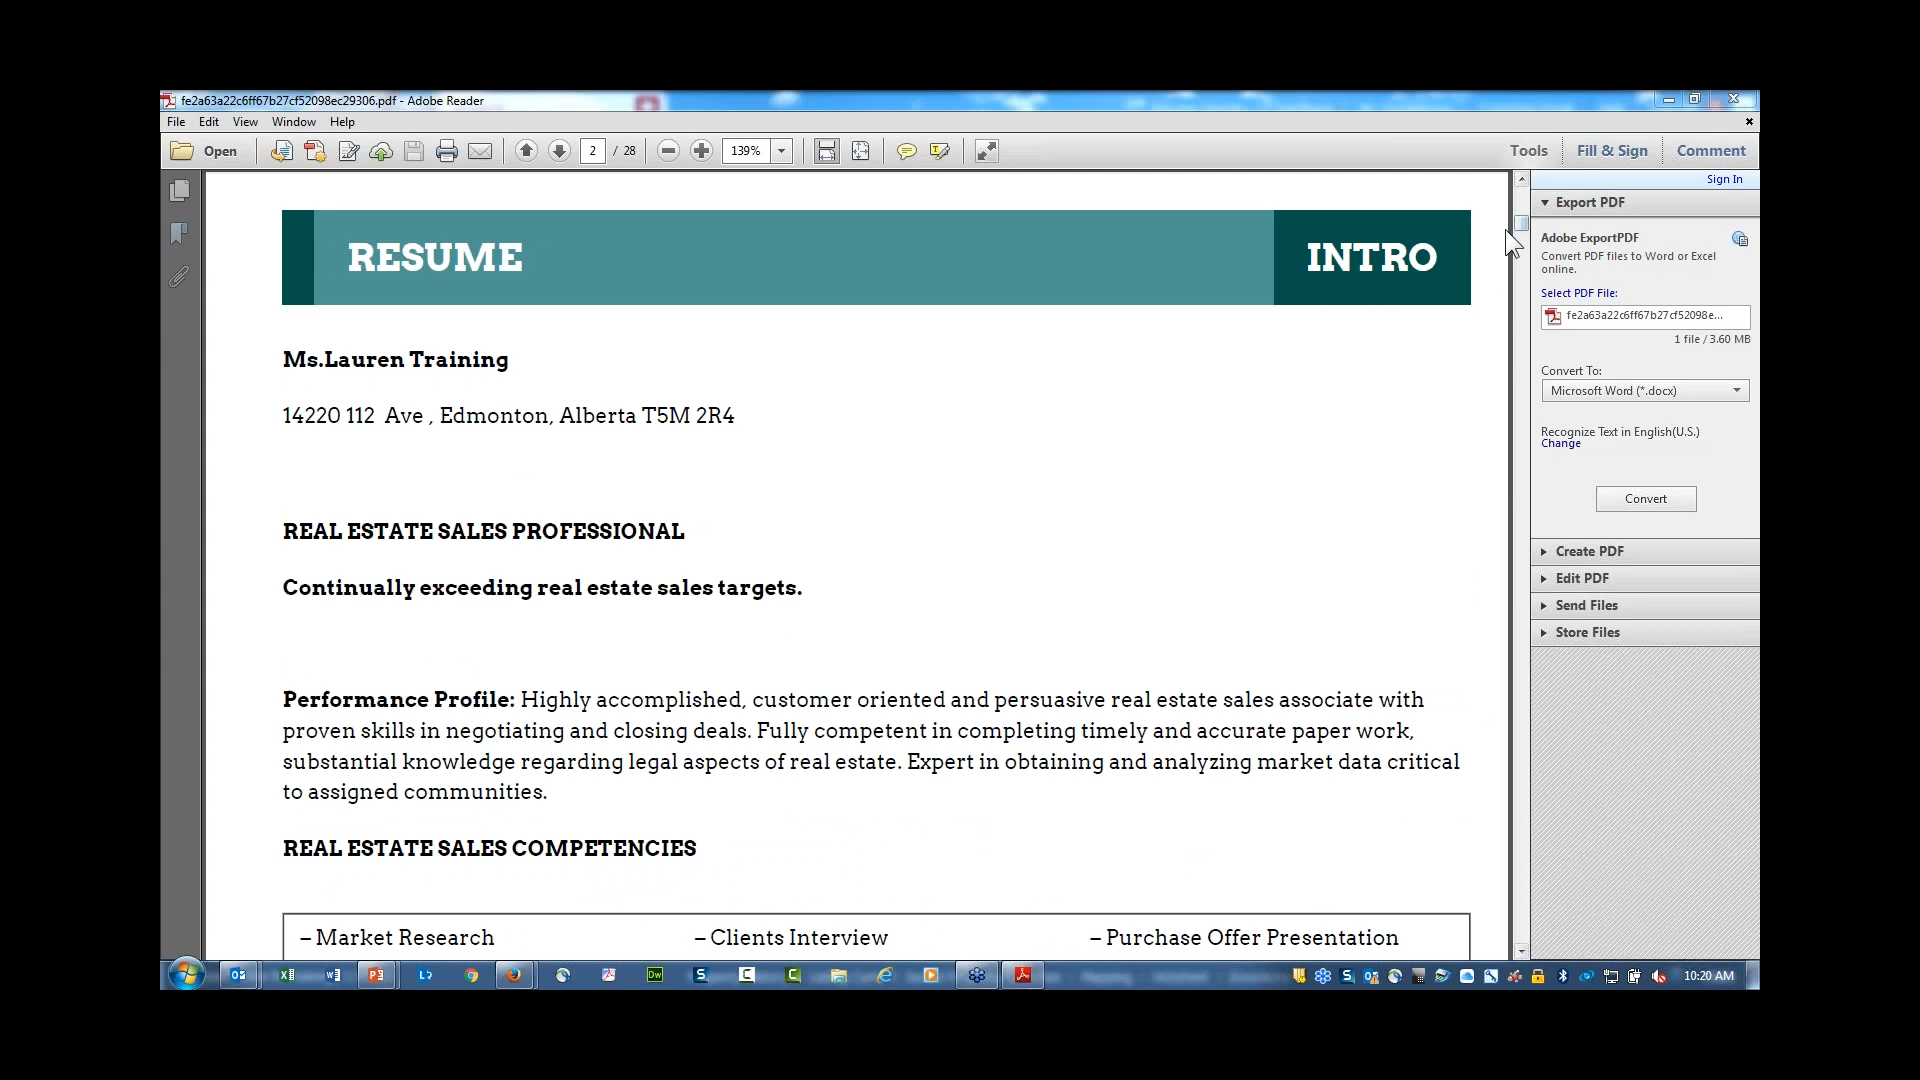 fe2a63a22c6ff67b27cf52098ec29306.pdf - Adobe Reader
File Edit View Window Help
Open 2 / 28 139% Tools Fill & Sign Comment
Sign In
Export PDF
Adobe ExportPDF
Convert PDF files to Word or Excel
online.
Select PDF File:
fe2a63a22c6ff67b27cf52098e...
1 file / 3.60 MB
Convert To:
Microsoft Word (*.docx)
Recognize Text in English(U.S.)
Change
Convert
Create PDF
Edit PDF
Send Files
Store Files
RESUME INTRO
Ms.Lauren Training
14220 112  Ave , Edmonton, Alberta T5M 2R4
REAL ESTATE SALES PROFESSIONAL
Continually exceeding real estate sales targets.
Performance Profile: Highly accomplished, customer oriented and persuasive real estate sales associate with
proven skills in negotiating and closing deals. Fully competent in completing timely and accurate paper work,
substantial knowledge regarding legal aspects of real estate. Expert in obtaining and analyzing market data critical
to assigned communities.
REAL ESTATE SALES COMPETENCIES
– Market Research – Clients Interview – Purchase Offer Presentation
10:20 AM